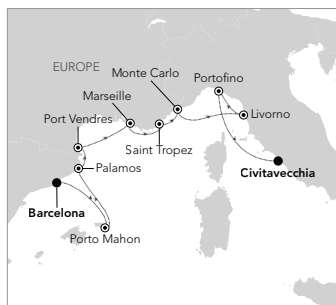 EUROPE
Monte Carlo
Portofino
Marseille
Port Vendres
Livorno
Saint Tropez
Palamos
Civitavecchia
Barcelona
Porto Mahon